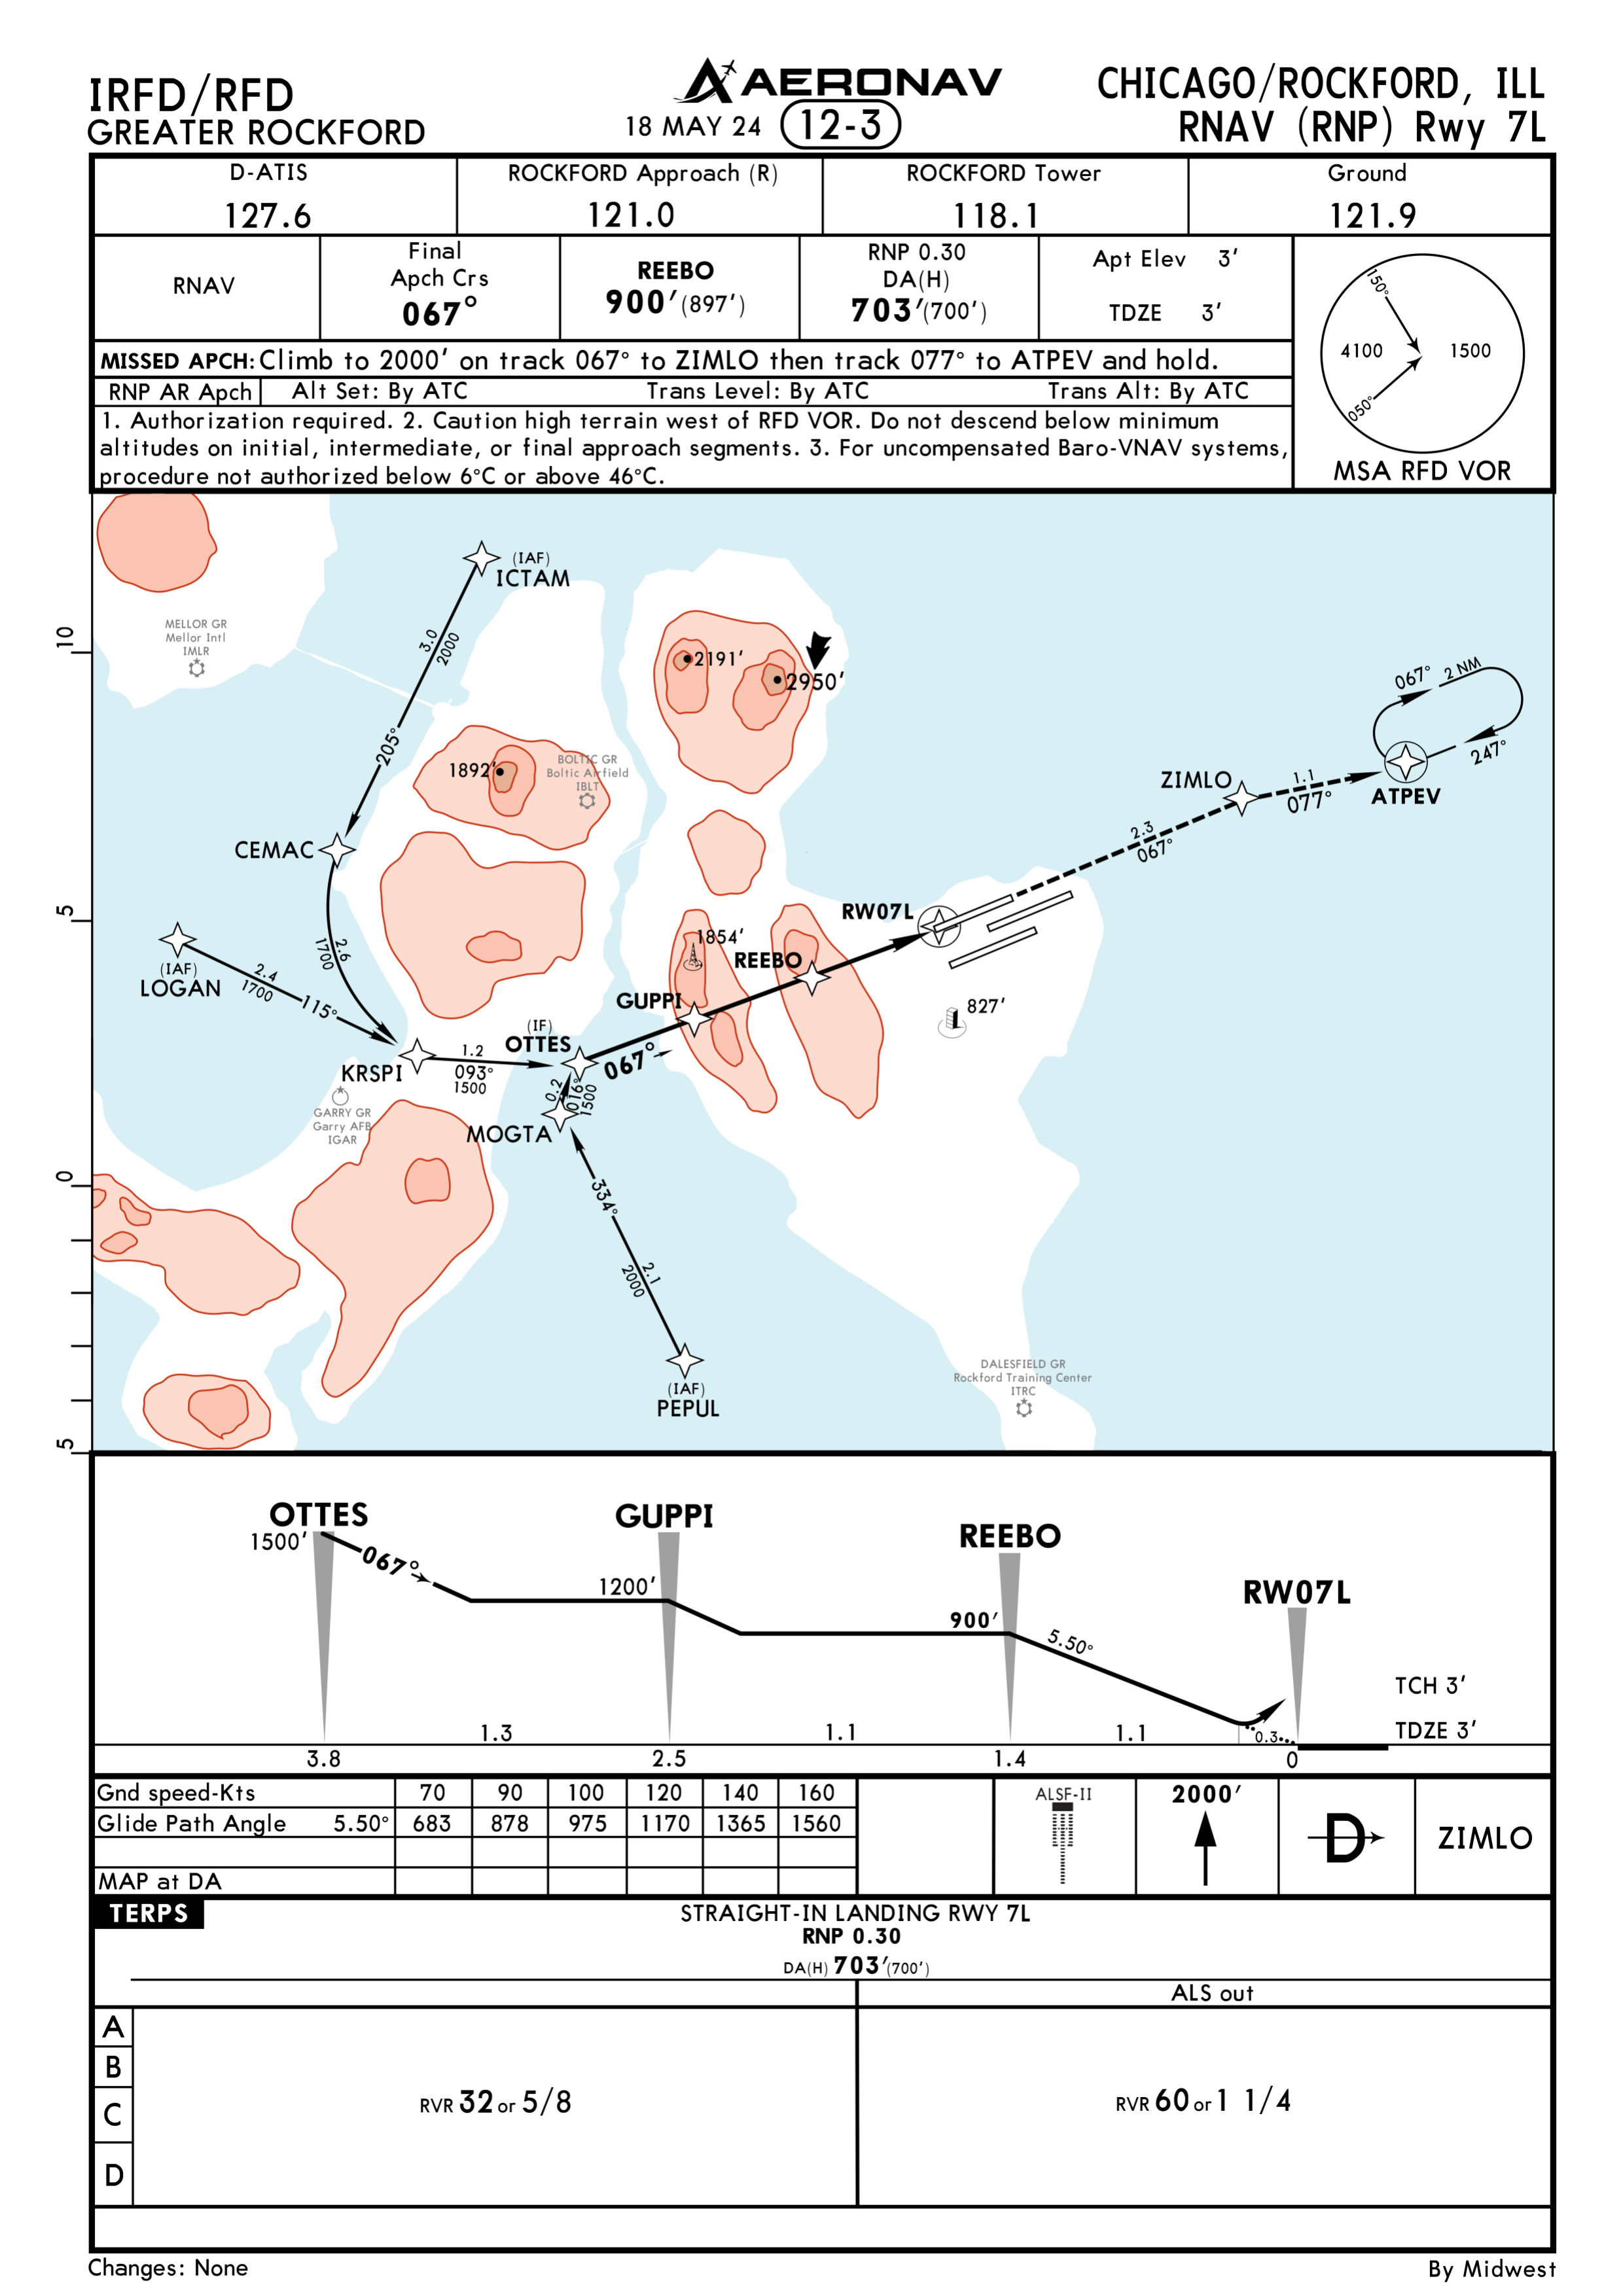 IRFD/RFD
GREATER ROCKFORD
AERONAV
18 MAY 24
12-3
CHICAGO/ROCKFORD, ILL
RNAV (RNP) Rwy 7L
D-ATIS
127.6
ROCKFORD Approach (R)
121.0
ROCKFORD Tower
118.1
Ground
121.9
RNAV
Final
Apch Crs
067°
REEBO
900′(897′)
RNP 0.30
DA(H)
703′(700′)
Apt Elev 3′
TDZE 3′
150°
4100
1500
050°
MSA RFD VOR
MISSED APCH: Climb to 2000′ on track 067° to ZIMLO then track 077° to ATPEV and hold.
RNP AR Apch
Alt Set: By ATC
Trans Level: By ATC
Trans Alt: By ATC
1. Authorization required. 2. Caution high terrain west of RFD VOR. Do not descend below minimum
altitudes on initial, intermediate, or final approach segments. 3. For uncompensated Baro-VNAV systems,
procedure not authorized below 6°C or above 46°C.
10
5
0
5
(IAF)
ICTAM
3.0
2000
205°
MELLOR GR
Mellor Intl
IMLR
2191′
2950′
1892′
BOLTIC GR
Boltic Airfield
IBLT
067°
2 NM
247°
ATPEV
ZIMLO
1.1
077°
2.3
067°
CEMAC
2.6
1700
(IAF)
LOGAN
2.4
1700
115°
RW07L
1854′
REEBO
GUPPI
827′
(IF)
OTTES
067°
KRSPI
1.2
093°
1500
0.2
016°
1500
MOGTA
GARRY GR
Garry AFB
IGAR
334°
2.1
2000
(IAF)
PEPUL
DALESFIELD GR
Rockford Training Center
ITRC
OTTES
1500′
067°
GUPPI
1200′
REEBO
900′
5.50°
RW07L
TCH 3′
TDZE 3′
1.3
1.1
1.1
0.3
3.8
2.5
1.4
0
Gnd speed-Kts 70 90 100 120 140 160
Glide Path Angle 5.50° 683 878 975 1170 1365 1560
MAP at DA
ALSF-II
2000′
D
ZIMLO
TERPS
STRAIGHT-IN LANDING RWY 7L
RNP 0.30
DA(H) 703′(700′)
ALS out
A
B
C
D
RVR 32 or 5/8
RVR 60 or 1 1/4
Changes: None
By Midwest